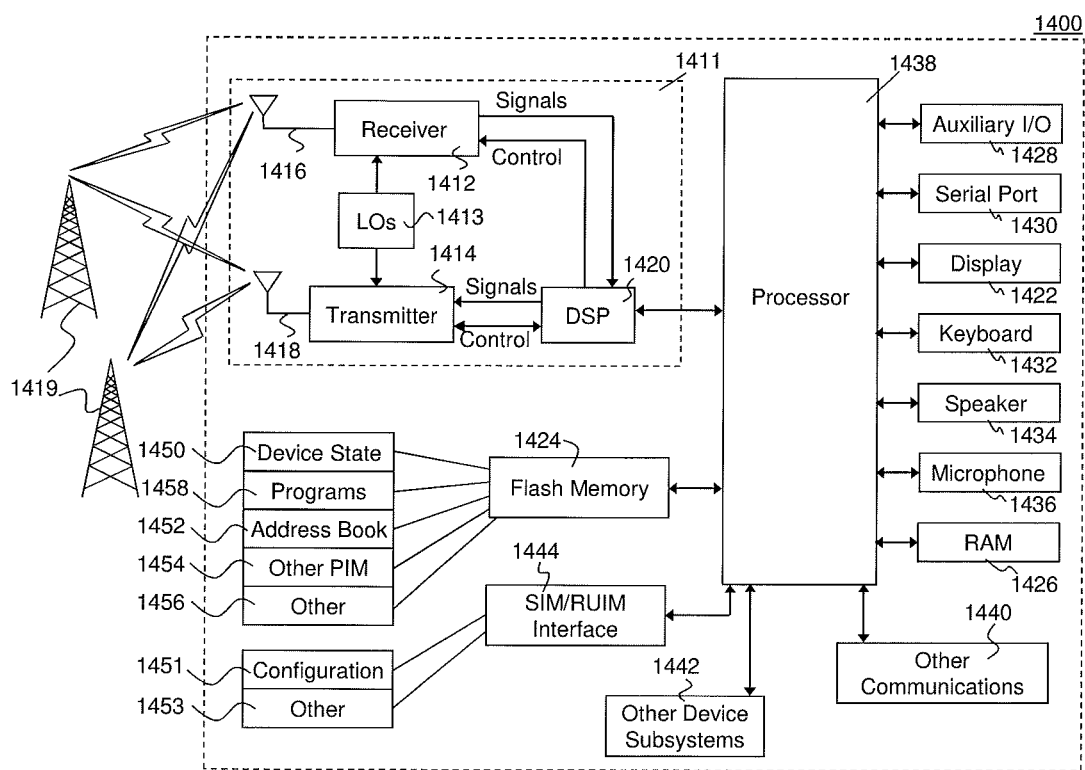 1400
1411
1438
Signals
Receiver
Auxiliary I/O
1428
Control
1416
1412
Serial Port
1430
LOs
1413
1414
1420
Display
1422
Processor
Signals
Transmitter
DSP
Keyboard
1432
Control
1418
1419
Speaker
1434
1450
Device State
1424
1458
Programs
Flash Memory
Microphone
1436
1452
Address Book
1454
Other PIM
1444
RAM
1426
1456
Other
SIM/RUIM
Interface
1440
1451
Configuration
1442
Other
Communications
1453
Other
Other Device
Subsystems